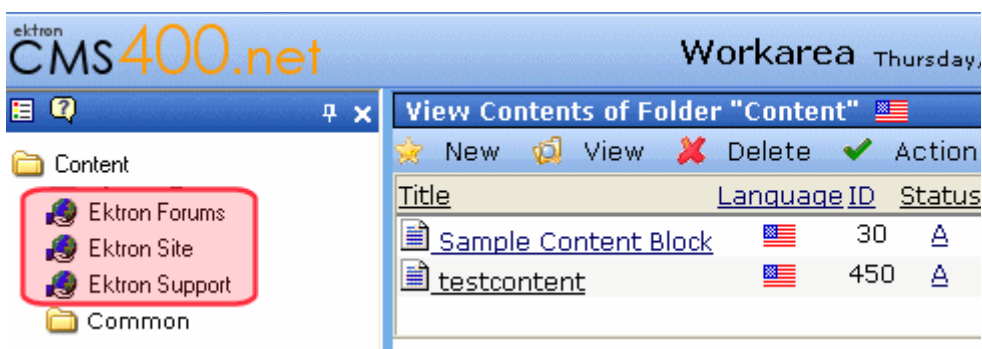 ektron
CMS400.net
Workarea Thursday,
View Contents of Folder "Content"
New View Delete Action
Content
Ektron Forums
Ektron Site
Ektron Support
Common
Title Language ID Status
Sample Content Block 30 A
testcontent 450 A